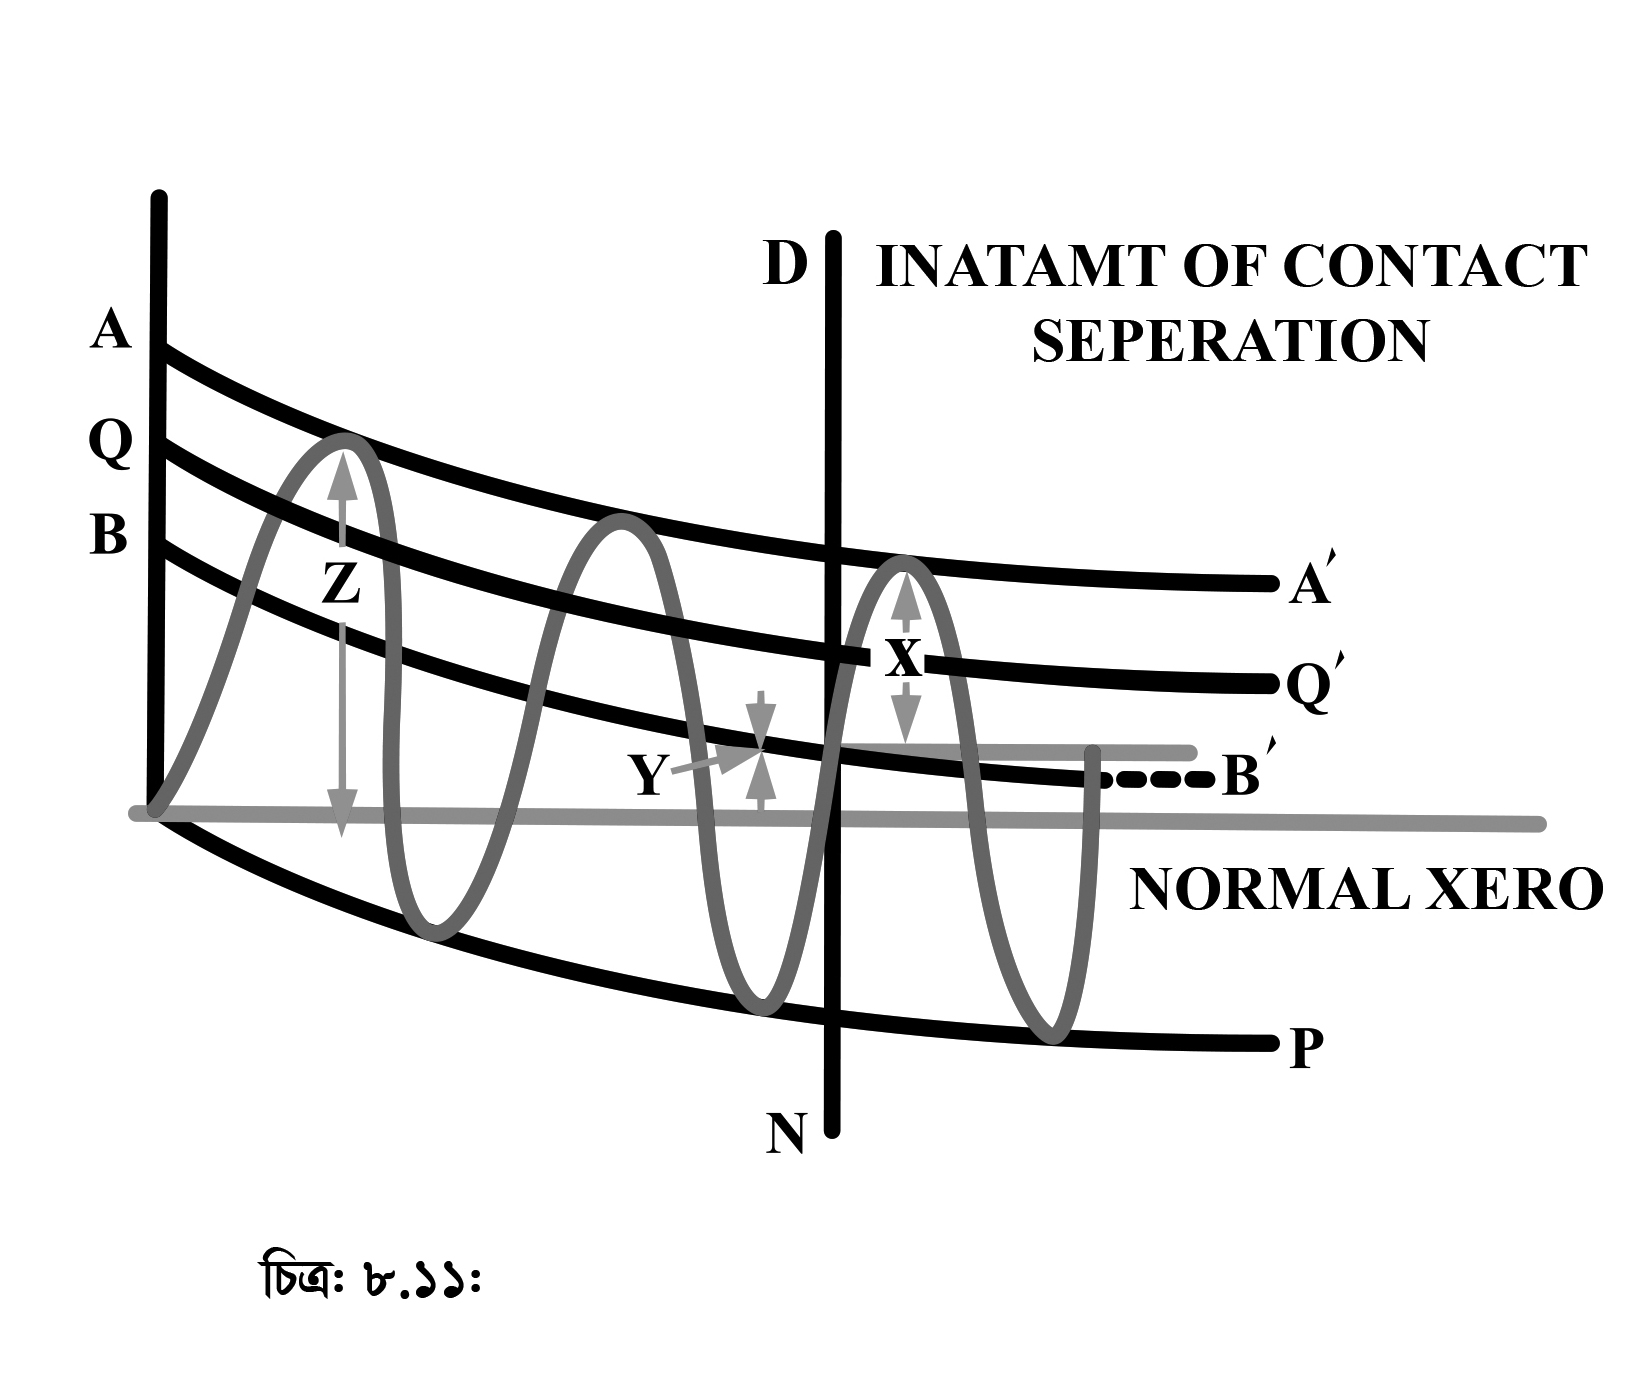 D INATAMT OF CONTACT
SEPERATION
A
Q
B
Z
A′
X
Q′
Y
B′
NORMAL XERO
P
N
চিত্র: ৮.১১: